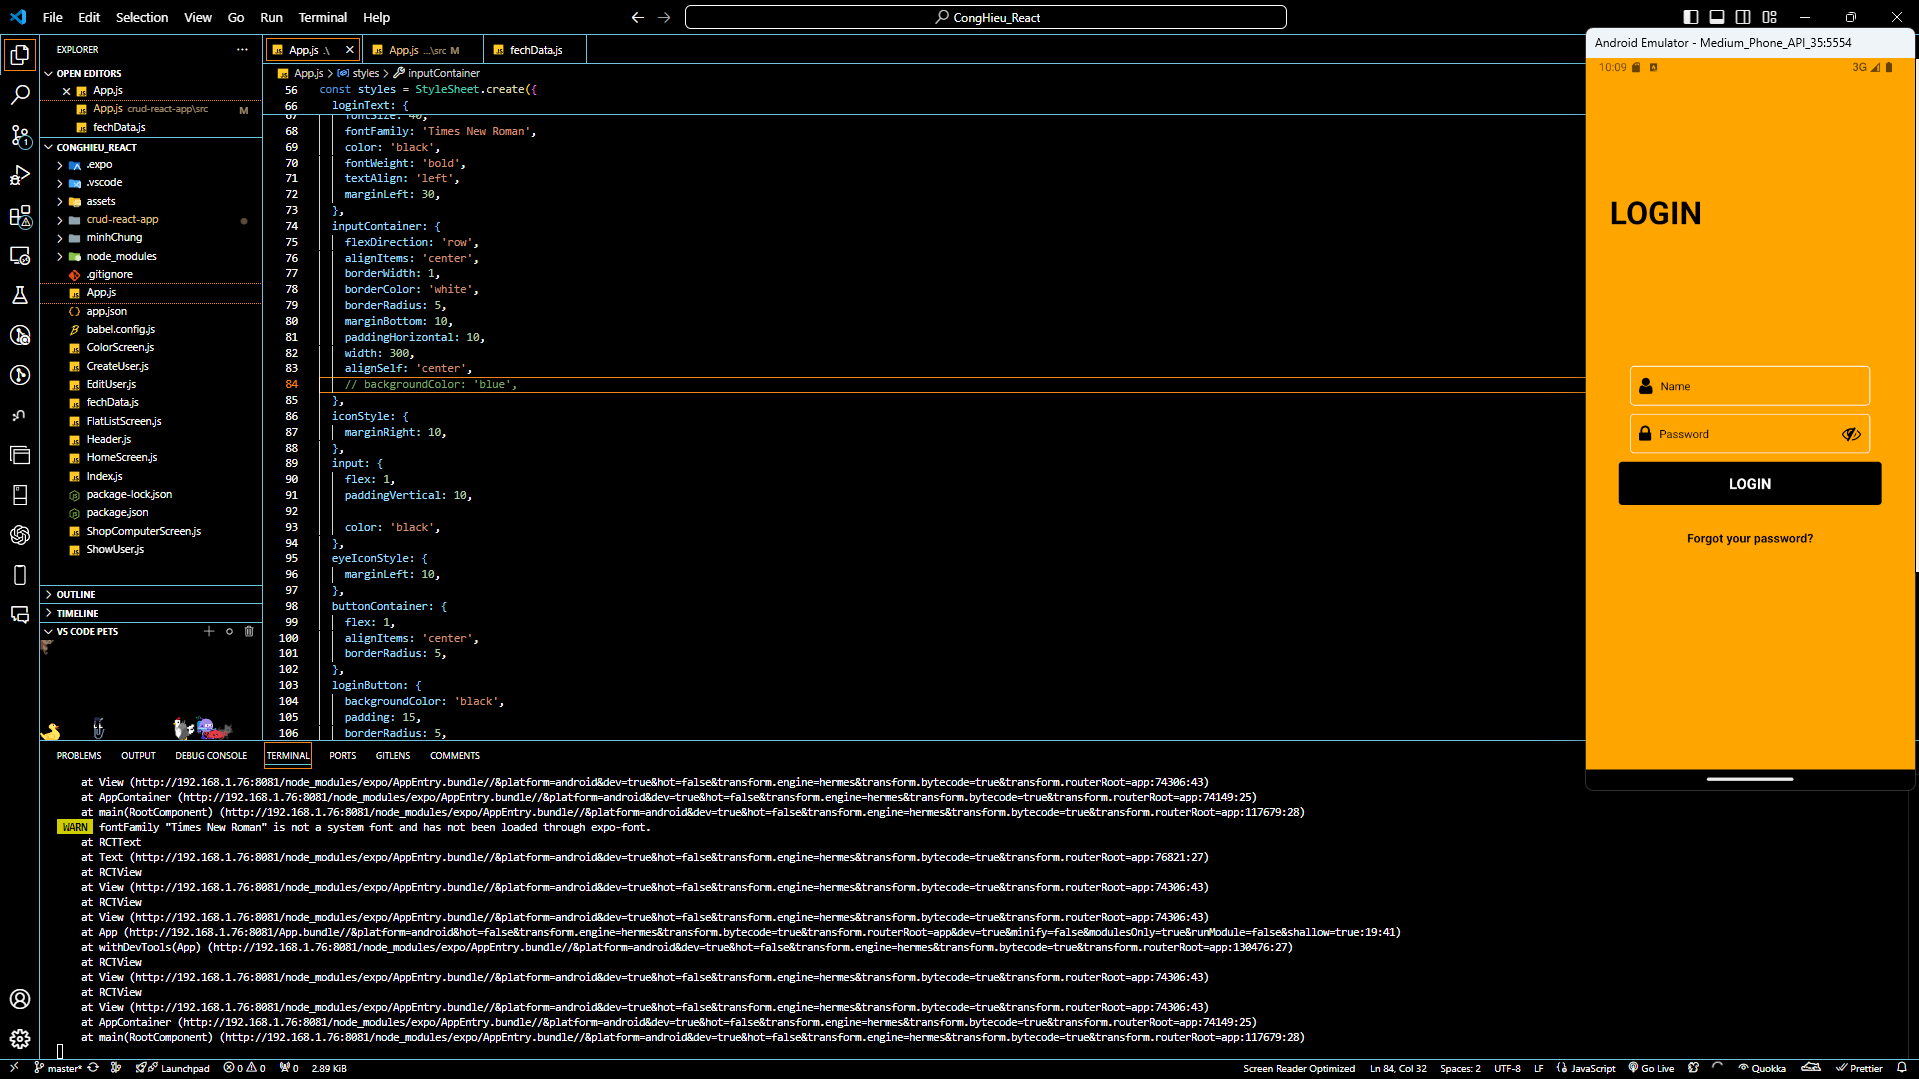 File Edit Selection View Go Run Terminal Help
CongHieu_React
EXPLORER
OPEN EDITORS
App.js
App.js crud-react-app\src M
fechData.js
CONGHIEU_REACT
.expo
.vscode
assets
crud-react-app
minhChung
node_modules
.gitignore
App.js
app.json
babel.config.js
ColorScreen.js
CreateUser.js
EditUser.js
fechData.js
FlatListScreen.js
Header.js
HomeScreen.js
Index.js
package-lock.json
package.json
ShopComputerScreen.js
ShowUser.js
OUTLINE
TIMELINE
VS CODE PETS
App.js .\
App.js ...\src M
fechData.js
App.js > styles > inputContainer
56 const styles = StyleSheet.create({
66 loginText: {
67 fontSize: 40,
68 fontFamily: 'Times New Roman',
69 color: 'black',
70 fontWeight: 'bold',
71 textAlign: 'left',
72 marginLeft: 30,
73 },
74 inputContainer: {
75 flexDirection: 'row',
76 alignItems: 'center',
77 borderWidth: 1,
78 borderColor: 'white',
79 borderRadius: 5,
80 marginBottom: 10,
81 paddingHorizontal: 10,
82 width: 300,
83 alignSelf: 'center',
84 // backgroundColor: 'blue',
85 },
86 iconStyle: {
87 marginRight: 10,
88 },
89 input: {
90 flex: 1,
91 paddingVertical: 10,
92
93 color: 'black',
94 },
95 eyeIconStyle: {
96 marginLeft: 10,
97 },
98 buttonContainer: {
99 flex: 1,
100 alignItems: 'center',
101 borderRadius: 5,
102 },
103 loginButton: {
104 backgroundColor: 'black',
105 padding: 15,
106 borderRadius: 5,
Android Emulator - Medium_Phone_API_35:5554
10:09
3G
LOGIN
Name
Password
LOGIN
Forgot your password?
PROBLEMS OUTPUT DEBUG CONSOLE TERMINAL PORTS GITLENS COMMENTS
at View (http://192.168.1.76:8081/node_modules/expo/AppEntry.bundle//&platform=android&dev=true&hot=false&transform.engine=hermes&transform.bytecode=true&transform.routerRoot=app:74306:43)
at AppContainer (http://192.168.1.76:8081/node_modules/expo/AppEntry.bundle//&platform=android&dev=true&hot=false&transform.engine=hermes&transform.bytecode=true&transform.routerRoot=app:74149:25)
at main(RootComponent) (http://192.168.1.76:8081/node_modules/expo/AppEntry.bundle//&platform=android&dev=true&hot=false&transform.engine=hermes&transform.bytecode=true&transform.routerRoot=app:117679:28)
WARN fontFamily "Times New Roman" is not a system font and has not been loaded through expo-font.
at RCTText
at Text (http://192.168.1.76:8081/node_modules/expo/AppEntry.bundle//&platform=android&dev=true&hot=false&transform.engine=hermes&transform.bytecode=true&transform.routerRoot=app:76821:27)
at RCTView
at View (http://192.168.1.76:8081/node_modules/expo/AppEntry.bundle//&platform=android&dev=true&hot=false&transform.engine=hermes&transform.bytecode=true&transform.routerRoot=app:74306:43)
at RCTView
at View (http://192.168.1.76:8081/node_modules/expo/AppEntry.bundle//&platform=android&dev=true&hot=false&transform.engine=hermes&transform.bytecode=true&transform.routerRoot=app:74306:43)
at App (http://192.168.1.76:8081/App.bundle//&platform=android&dev=true&hot=false&transform.engine=hermes&transform.bytecode=true&transform.routerRoot=app&dev=true&minify=false&modulesOnly=true&runModule=false&shallow=true:19:41)
at withDevTools(App) (http://192.168.1.76:8081/node_modules/expo/AppEntry.bundle//&platform=android&dev=true&hot=false&transform.engine=hermes&transform.bytecode=true&transform.routerRoot=app:130476:27)
at RCTView
at View (http://192.168.1.76:8081/node_modules/expo/AppEntry.bundle//&platform=android&dev=true&hot=false&transform.engine=hermes&transform.bytecode=true&transform.routerRoot=app:74306:43)
at RCTView
at View (http://192.168.1.76:8081/node_modules/expo/AppEntry.bundle//&platform=android&dev=true&hot=false&transform.engine=hermes&transform.bytecode=true&transform.routerRoot=app:74306:43)
at AppContainer (http://192.168.1.76:8081/node_modules/expo/AppEntry.bundle//&platform=android&dev=true&hot=false&transform.engine=hermes&transform.bytecode=true&transform.routerRoot=app:74149:25)
at main(RootComponent) (http://192.168.1.76:8081/node_modules/expo/AppEntry.bundle//&platform=android&dev=true&hot=false&transform.engine=hermes&transform.bytecode=true&transform.routerRoot=app:117679:28)
master* Launchpad 0 0 0 2.89 KiB
Screen Reader Optimized Ln 84, Col 32 Spaces: 2 UTF-8 LF JavaScript Go Live Quokka Prettier